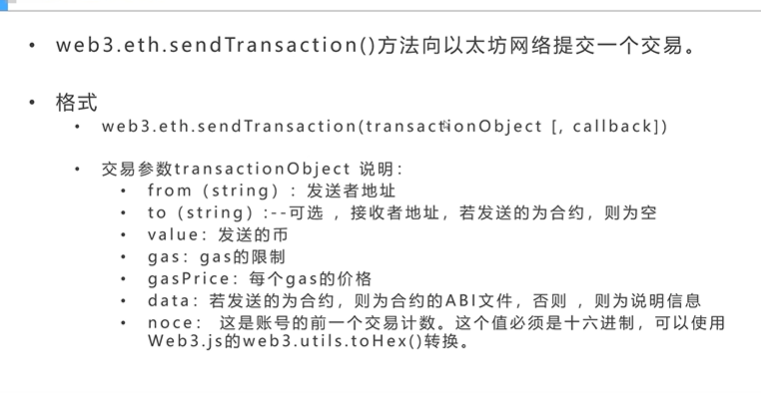 web3.eth.sendTransaction()方法向以太坊网络提交一个交易。
格式
web3.eth.sendTransaction(transactionObject [, callback])
交易参数transactionObject 说明：
from（string）：发送者地址
to（string）:--可选 ，接收者地址，若发送的为合约，则为空
value：发送的币
gas：gas的限制
gasPrice：每个gas的价格
data：若发送的为合约，则为合约的ABI文件，否则 ，则为说明信息
noce： 这是账号的前一个交易计数。这个值必须是十六进制，可以使用
Web3.js的web3.utils.toHex()转换。